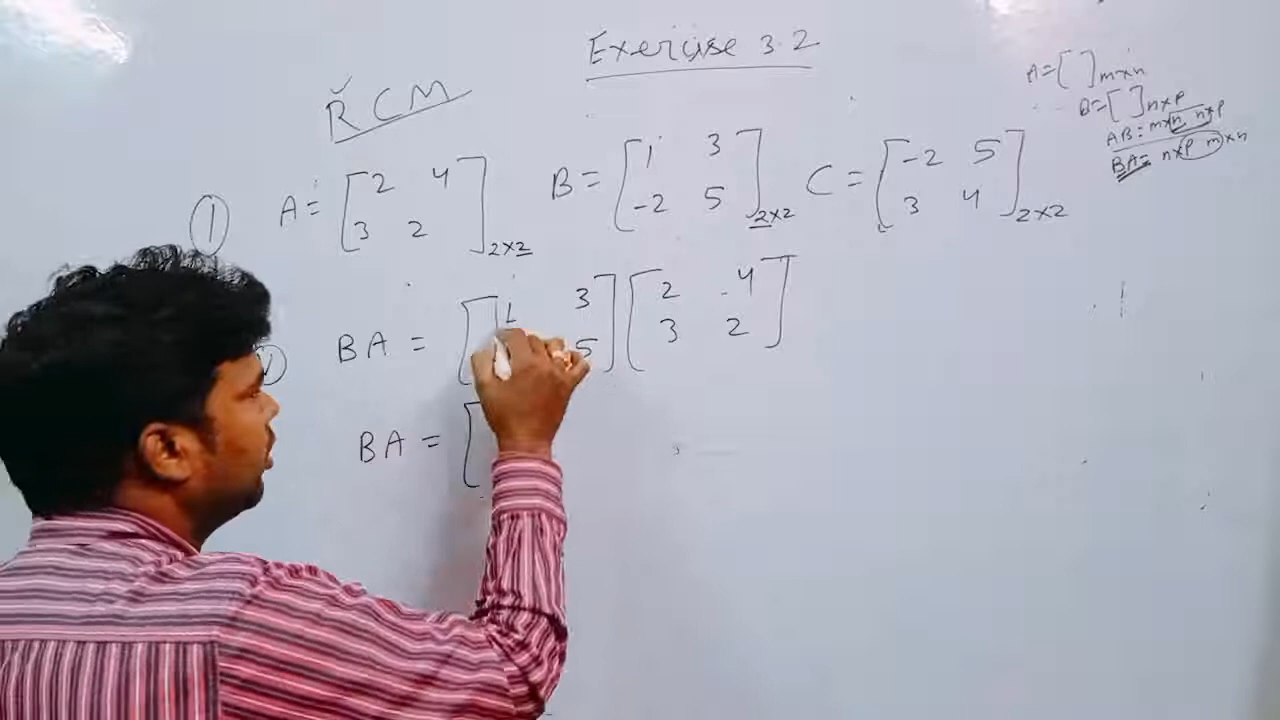 Exercise 3.2
RCM
A = [ ] m×n
B = [ ] n×p
AB = m×n n×p
BA = n×p m×n
① A = [2 4
3 2] 2×2
B = [1 3
-2 5] 2×2
C = [-2 5
3 4] 2×2
BA = [1 3
5] [2 4
3 2]
BA = [